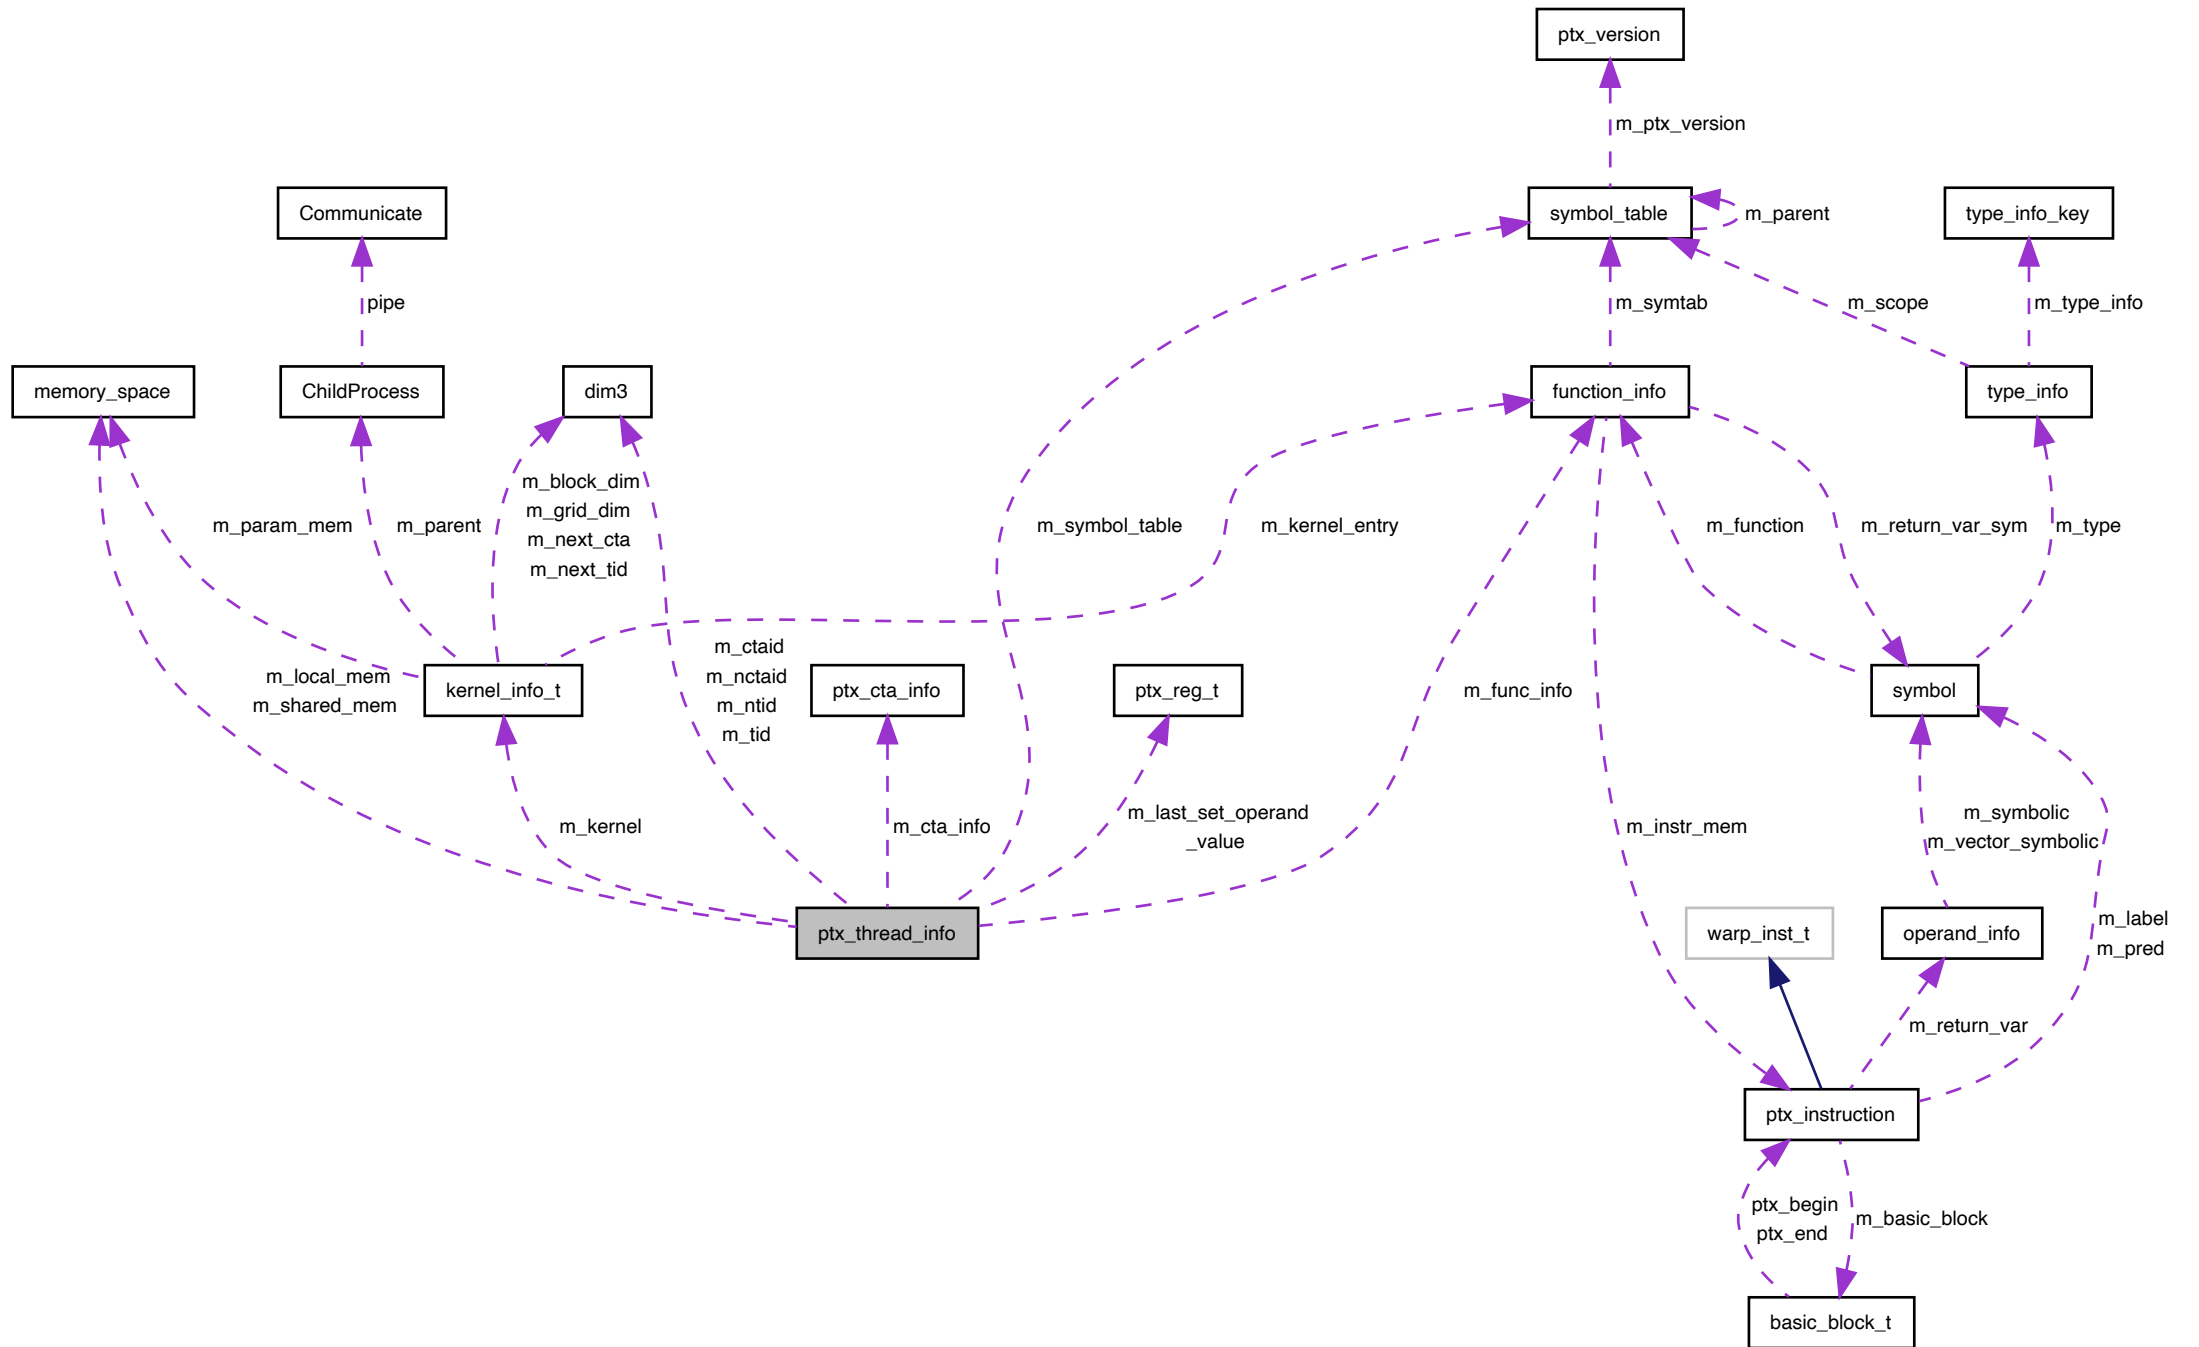 ptx_version
m_ptx_version
Communicate
symbol_table
m_parent
type_info_key
pipe
m_symtab
m_scope
m_type_info
memory_space
ChildProcess
dim3
function_info
type_info
m_block_dim
m_grid_dim
m_next_cta
m_next_tid
m_param_mem
m_parent
m_symbol_table
m_kernel_entry
m_function
m_return_var_sym
m_type
m_local_mem
m_shared_mem
kernel_info_t
m_ctaid
m_nctaid
m_ntid
m_tid
ptx_cta_info
ptx_reg_t
m_func_info
symbol
m_kernel
m_cta_info
m_last_set_operand
_value
m_instr_mem
m_symbolic
m_vector_symbolic
ptx_thread_info
warp_inst_t
operand_info
m_label
m_pred
m_return_var
ptx_instruction
ptx_begin
ptx_end
m_basic_block
basic_block_t